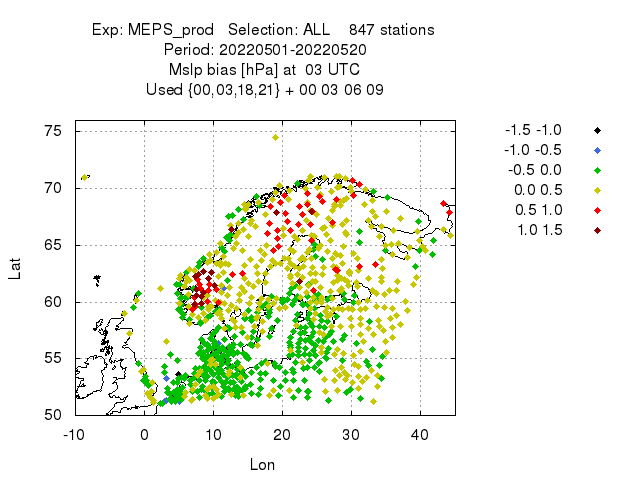 Exp: MEPS_prod   Selection: ALL    847 stations
Period: 20220501-20220520
Mslp bias [hPa] at  03 UTC
Used {00,03,18,21} + 00 03 06 09
-1.5 -1.0
-1.0 -0.5
-0.5 0.0
0.0 0.5
0.5 1.0
1.0 1.5
75
70
65
60
55
50
Lat
-10 0 10 20 30 40
Lon